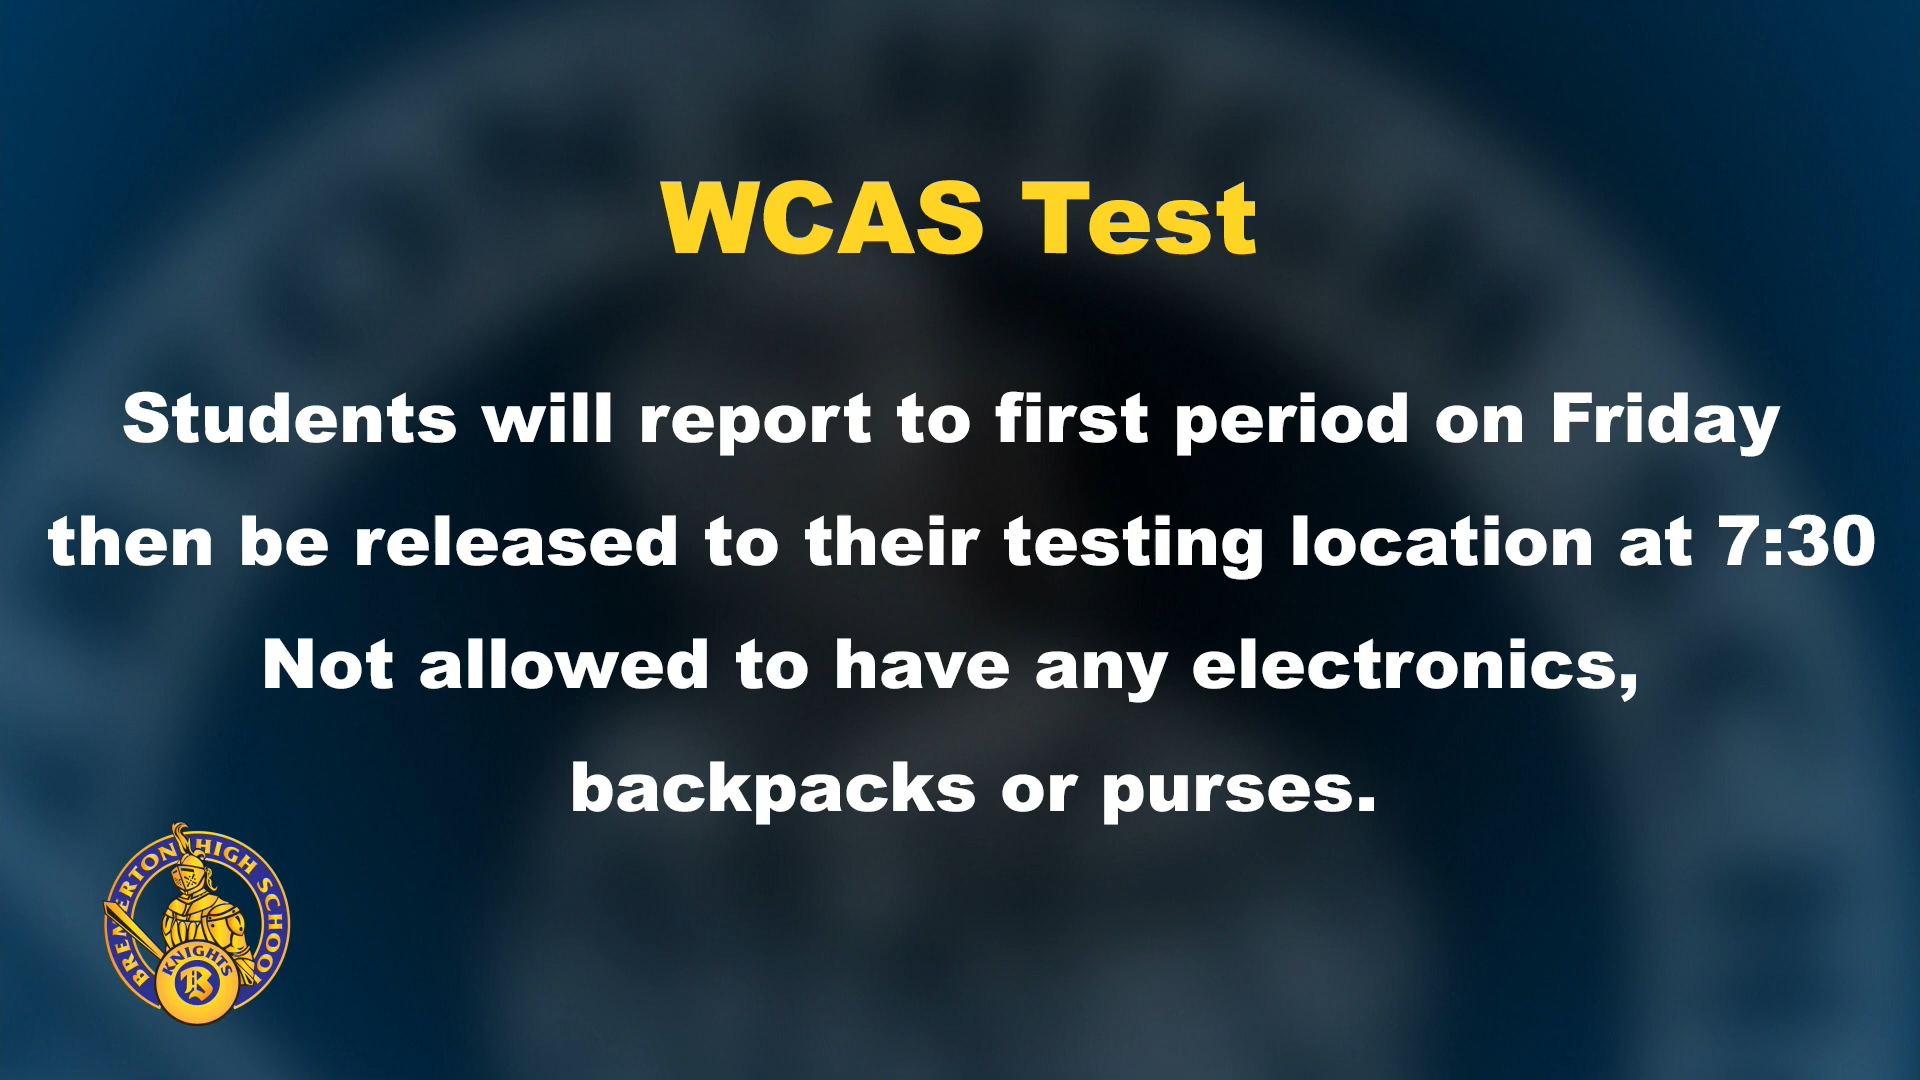 WCAS Test
Students will report to first period on Friday
then be released to their testing location at 7:30
Not allowed to have any electronics,
backpacks or purses.
BREMERTON HIGH SCHOOL
KNIGHTS
B